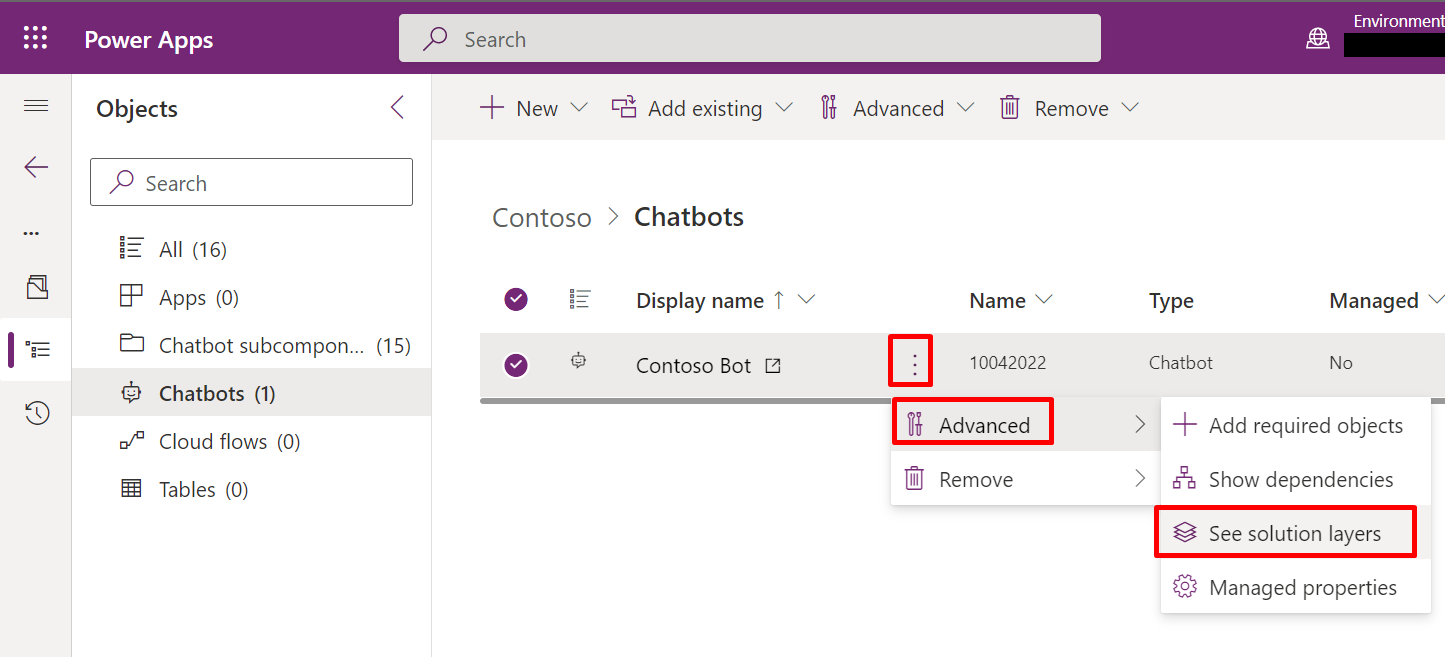 Power Apps
Search
Environment
Objects
New
Add existing
Advanced
Remove
Search
All (16)
Apps (0)
Chatbot subcompon... (15)
Chatbots (1)
Cloud flows (0)
Tables (0)
Contoso > Chatbots
Display name ↑ Name Type Managed
Contoso Bot 10042022 Chatbot No
Advanced
Remove
Add required objects
Show dependencies
See solution layers
Managed properties